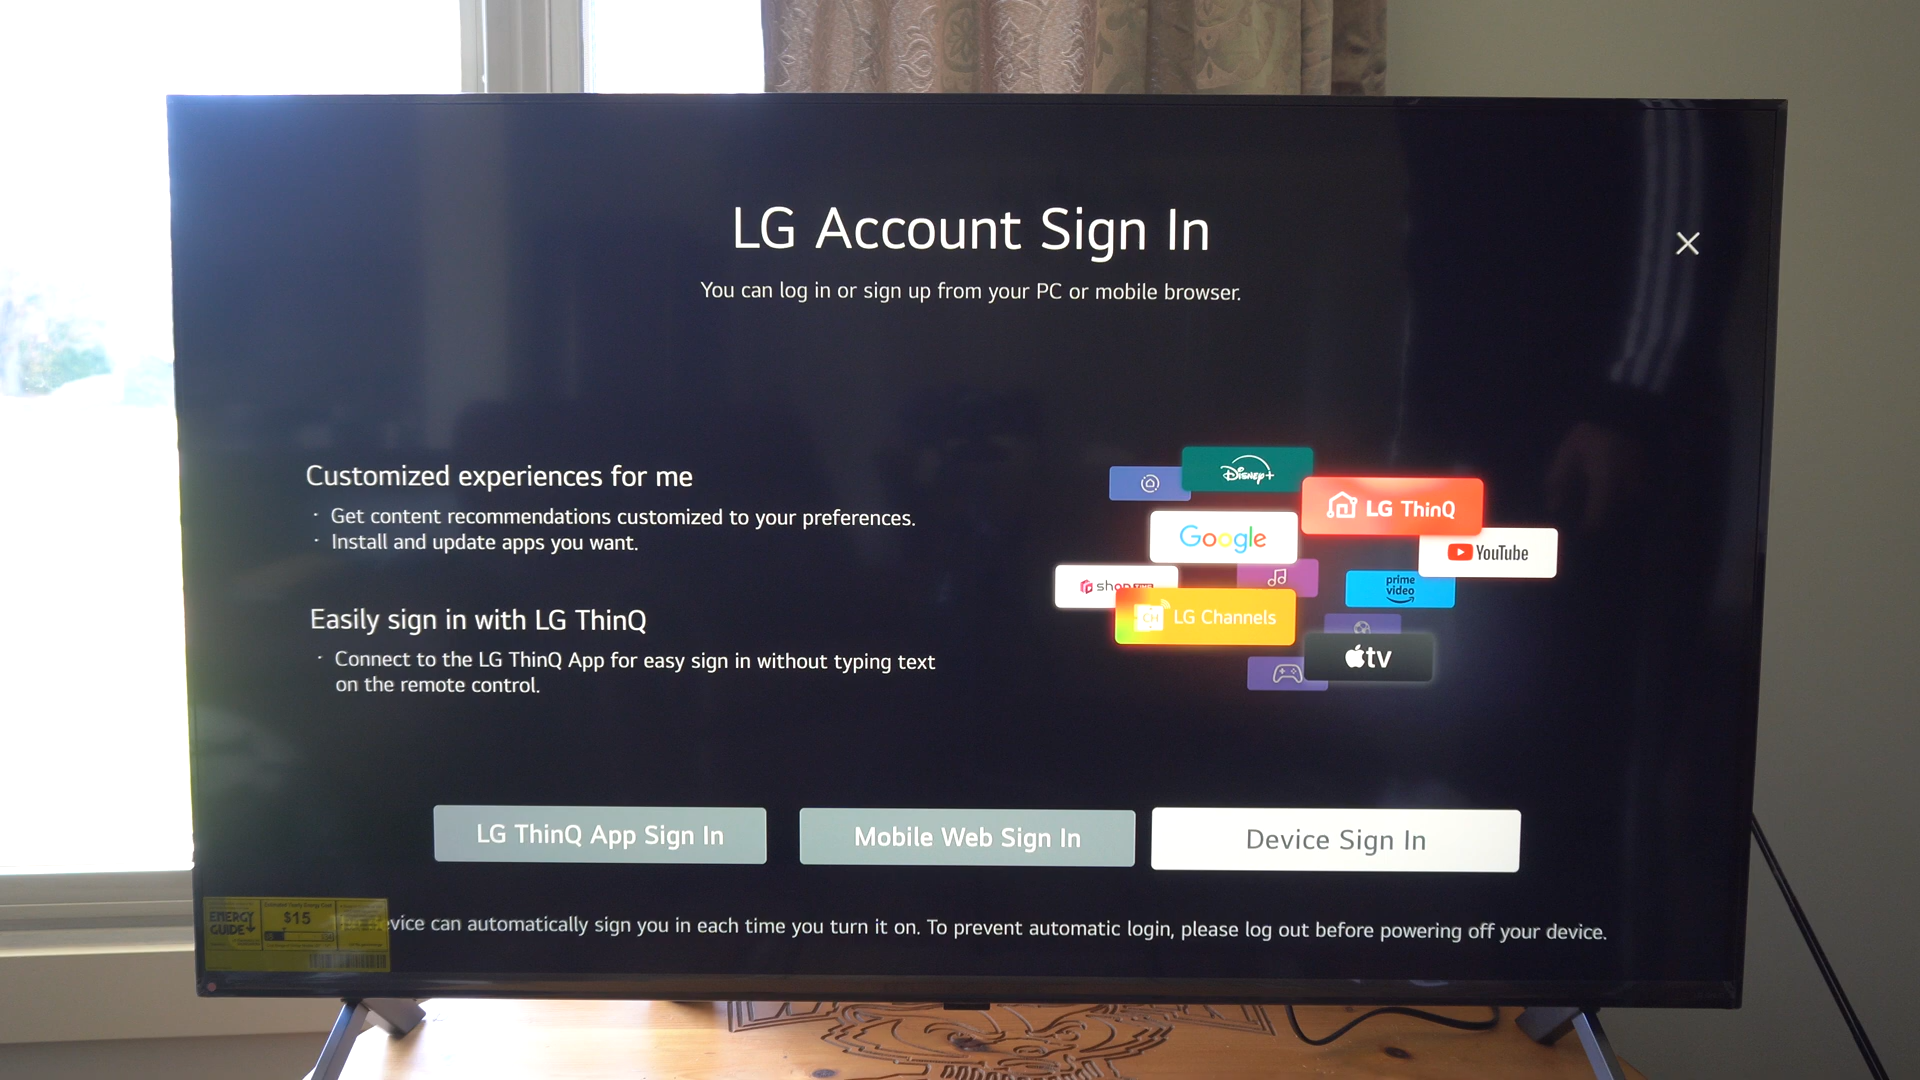 LG Account Sign In
You can log in or sign up from your PC or mobile browser.
Customized experiences for me
· Get content recommendations customized to your preferences.
· Install and update apps you want.
Easily sign in with LG ThinQ
· Connect to the LG ThinQ App for easy sign in without typing text
on the remote control.
Disney+
LG ThinQ
Google
YouTube
shop
prime
video
CH LG Channels
tv
LG ThinQ App Sign In
Mobile Web Sign In
Device Sign In
can automatically sign you in each time you turn it on. To prevent automatic login, please log out before powering off your device.
ENERGY
GUIDE
$15